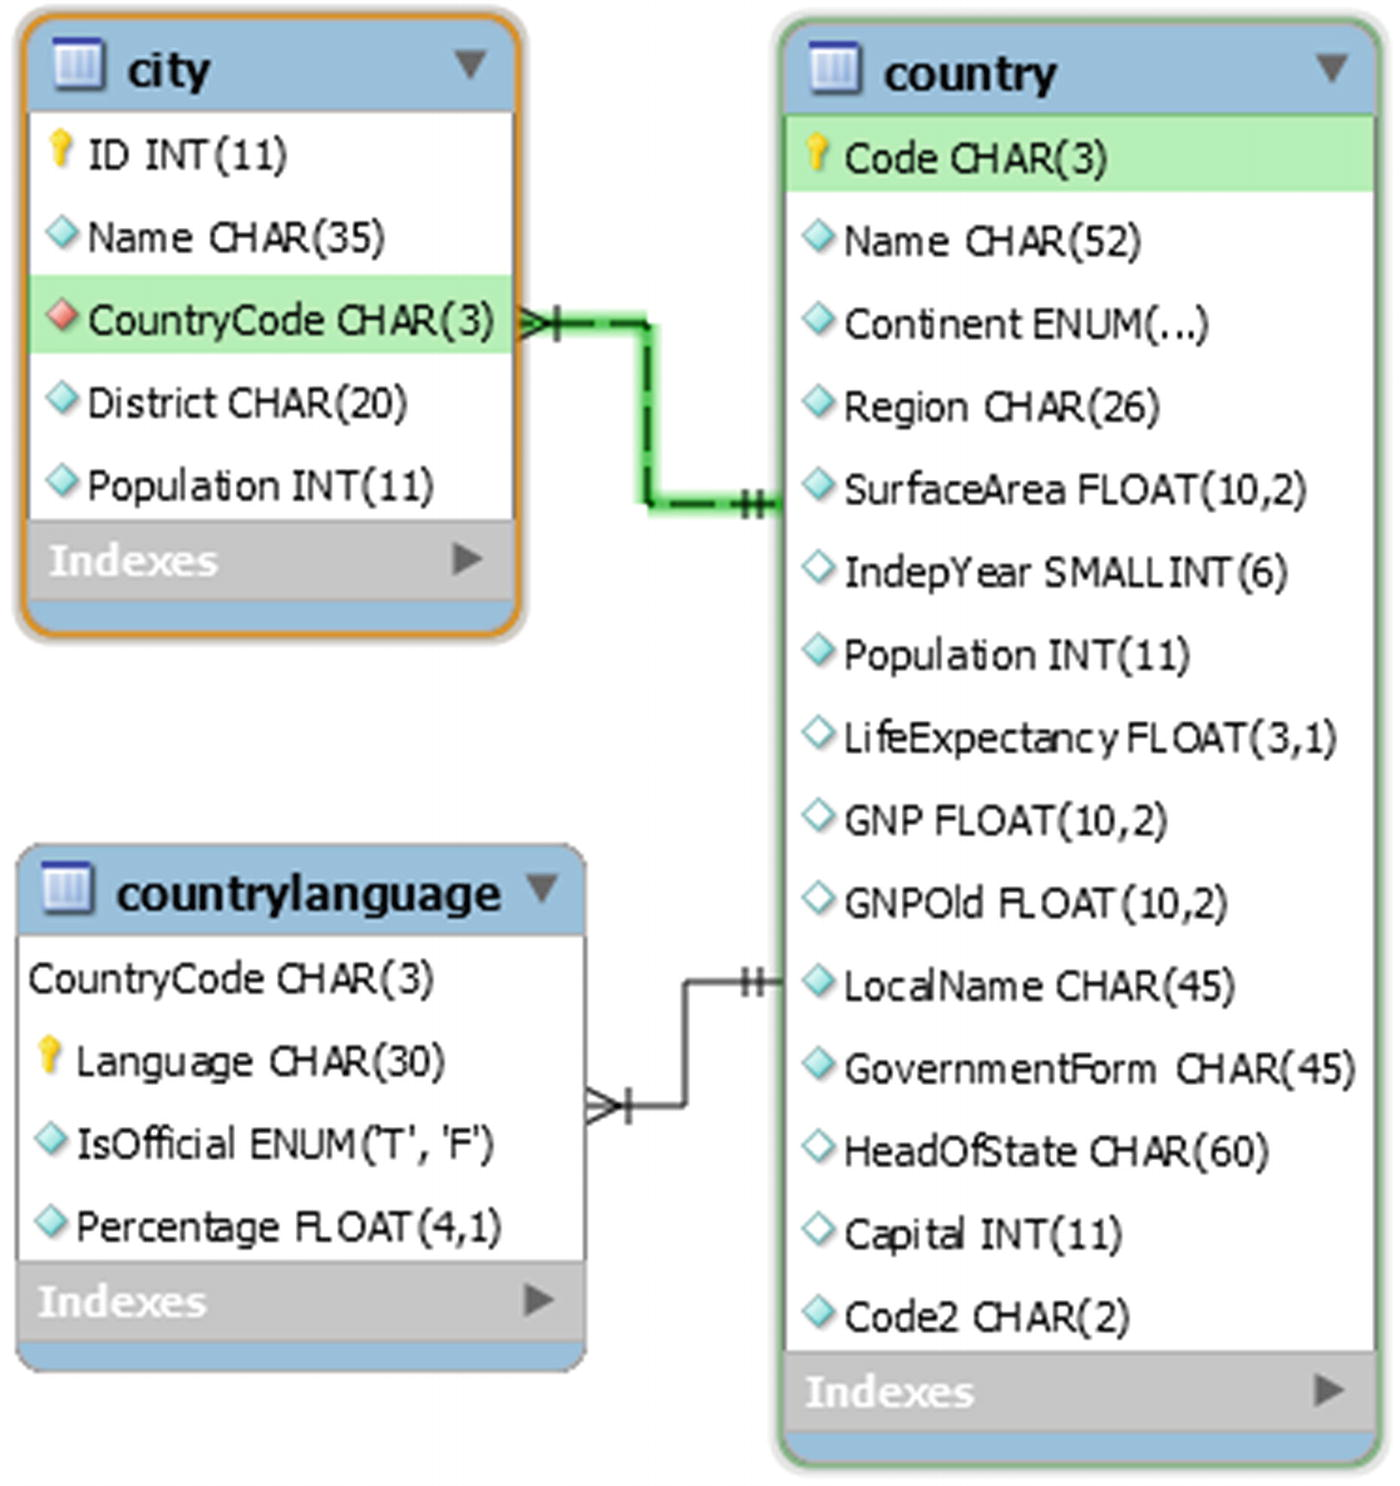 city
ID INT(11)
Name CHAR(35)
CountryCode CHAR(3)
District CHAR(20)
Population INT(11)
Indexes
countrylanguage
CountryCode CHAR(3)
Language CHAR(30)
IsOfficial ENUM('T', 'F')
Percentage FLOAT(4,1)
Indexes
country
Code CHAR(3)
Name CHAR(52)
Continent ENUM(...)
Region CHAR(26)
SurfaceArea FLOAT(10,2)
IndepYear SMALLINT(6)
Population INT(11)
LifeExpectancy FLOAT(3,1)
GNP FLOAT(10,2)
GNPOld FLOAT(10,2)
LocalName CHAR(45)
GovernmentForm CHAR(45)
HeadOfState CHAR(60)
Capital INT(11)
Code2 CHAR(2)
Indexes